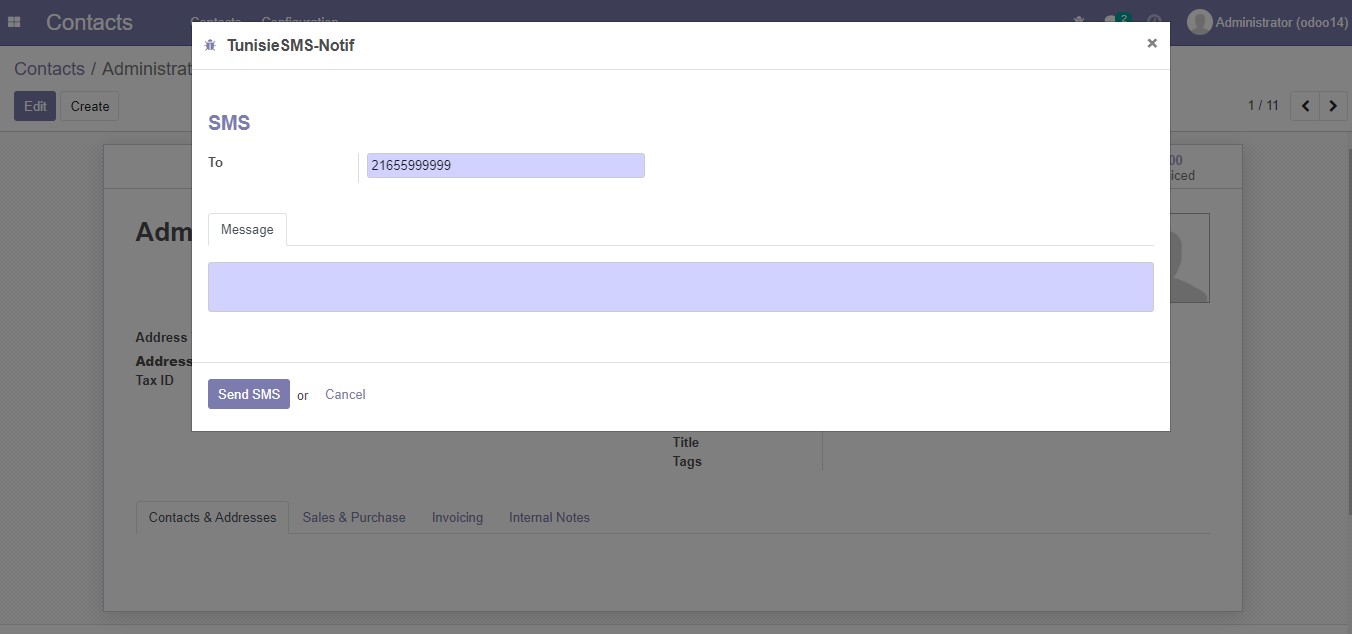 Contacts Contacts Configuration 2 Administrator (odoo14)
TunisieSMS-Notif ×
Contacts / Administrat
Edit Create 1 / 11
SMS
To 21655999999
00
iced
Message
Adm
Address
Address
Tax ID
Send SMS or Cancel
Title
Tags
Contacts & Addresses Sales & Purchase Invoicing Internal Notes